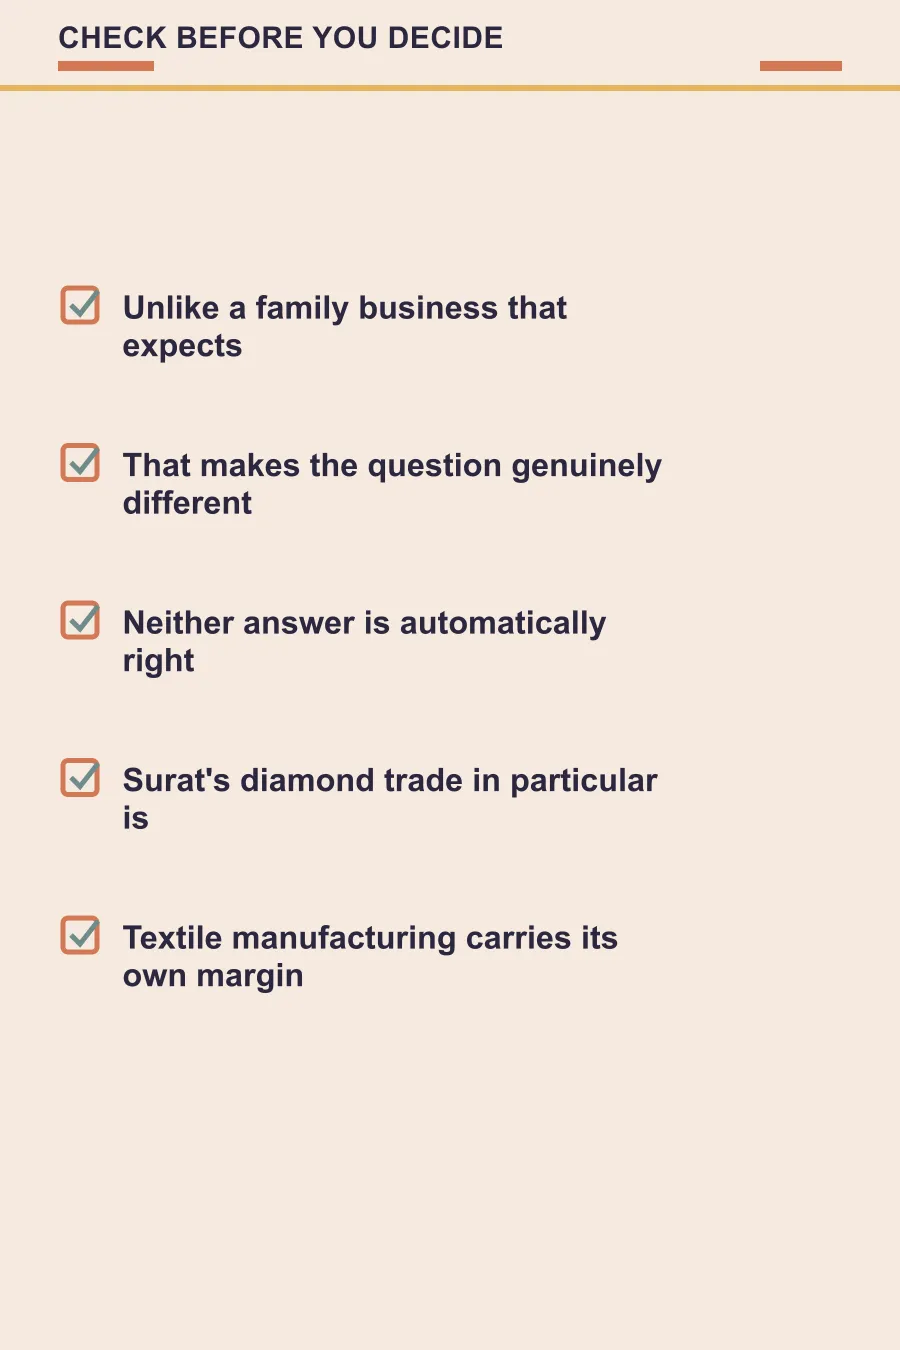 CHECK BEFORE YOU DECIDE
Unlike a family business that
expects
That makes the question genuinely
different
Neither answer is automatically
right
Surat's diamond trade in particular
is
Textile manufacturing carries its
own margin